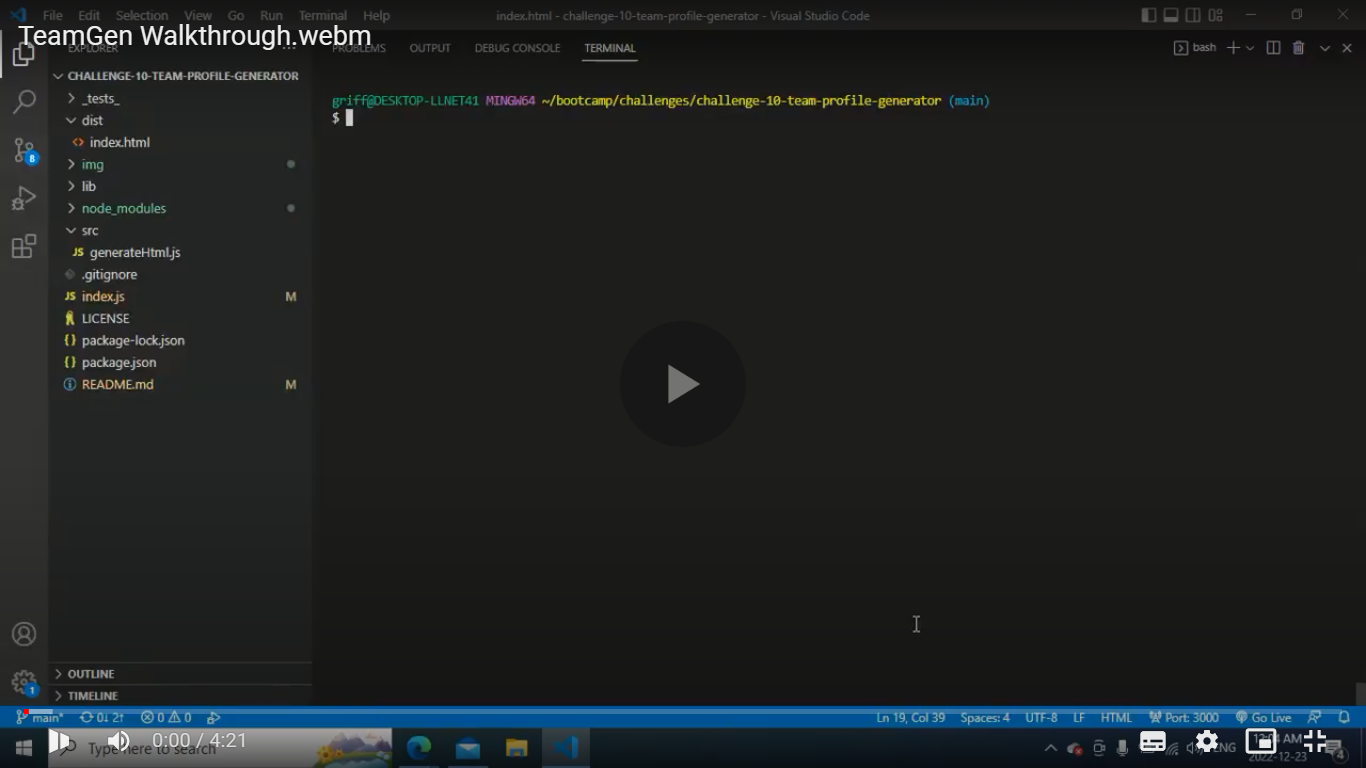 File Edit Selection View Go Run Terminal Help
index.html - challenge-10-team-profile-generator - Visual Studio Code
TeamGen Walkthrough.webm
EXPLORER
PROBLEMS OUTPUT DEBUG CONSOLE TERMINAL
bash
CHALLENGE-10-TEAM-PROFILE-GENERATOR
_tests_
dist
<> index.html
img
lib
node_modules
src
JS generateHtml.js
.gitignore
JS index.js M
LICENSE
{} package-lock.json
{} package.json
README.md M
OUTLINE
TIMELINE
griff@DESKTOP-LLNET41 MINGW64 ~/bootcamp/challenges/challenge-10-team-profile-generator (main)
$
8
1
main* 0↓ 2↑ 0 0
Ln 19, Col 39 Spaces: 4 UTF-8 LF HTML Port: 3000 Go Live
Type here to search
0:00 / 4:21
ENG
AM
2022-12-23
4